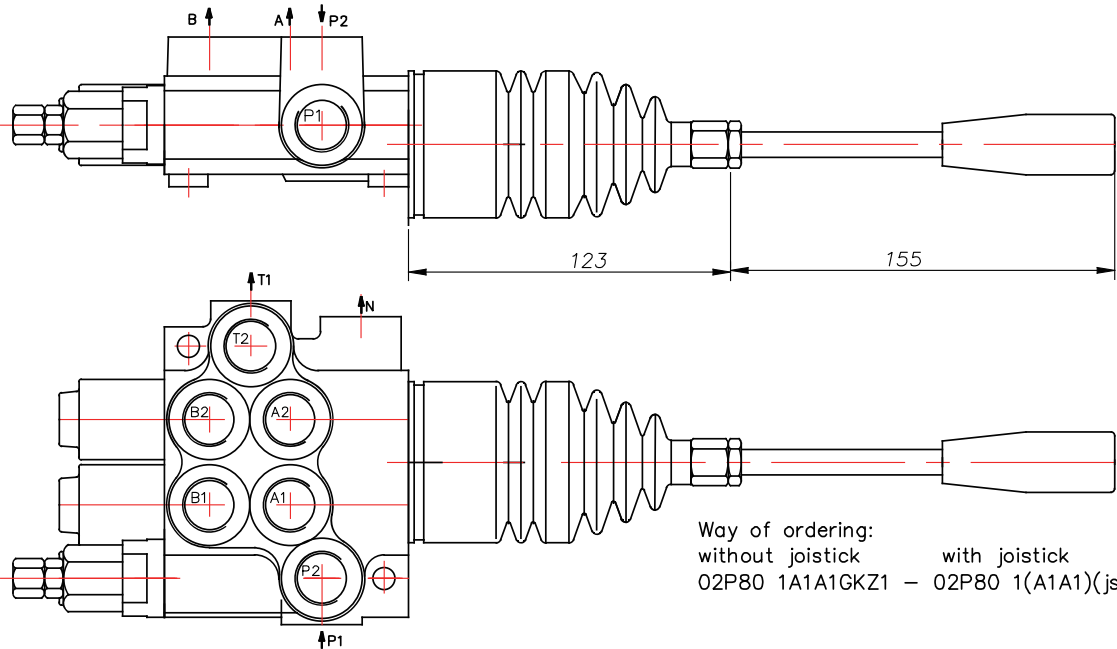 B A P2
P1
123 155
T1
N
T2
B2 A2
B1 A1
P2
P1
Way of ordering:
without joistick with joistick
02P80 1A1A1GKZ1 – 02P80 1(A1A1)(js